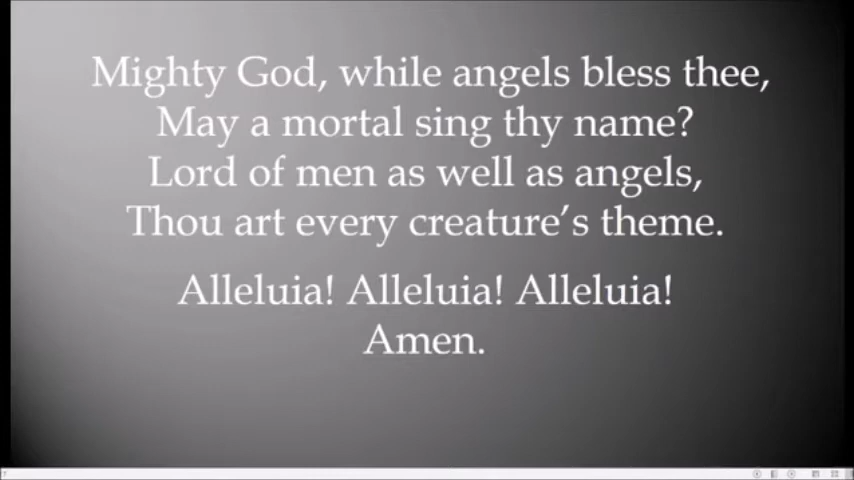 Mighty God, while angels bless thee,
May a mortal sing thy name?
Lord of men as well as angels,
Thou art every creature's theme.
Alleluia! Alleluia! Alleluia!
Amen.